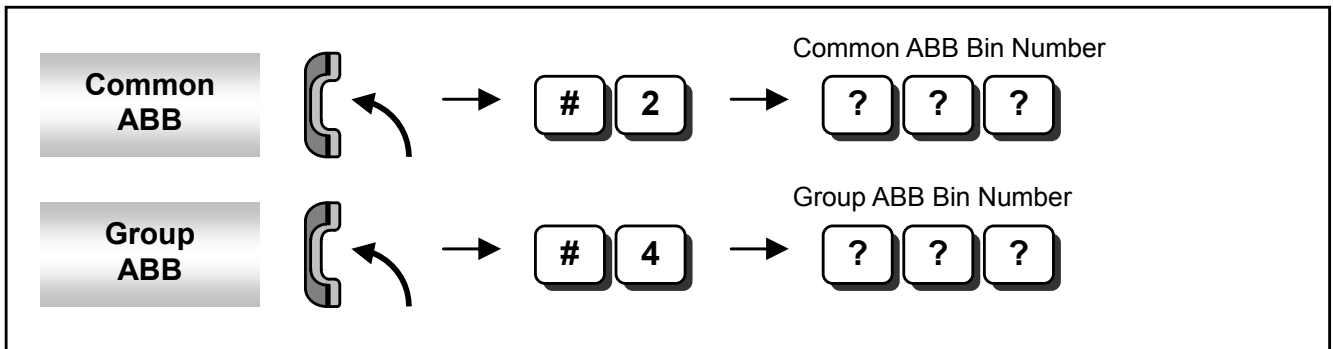 Common ABB Bin Number
Common
ABB
# 2
? ? ?
Group ABB Bin Number
Group
ABB
# 4
? ? ?